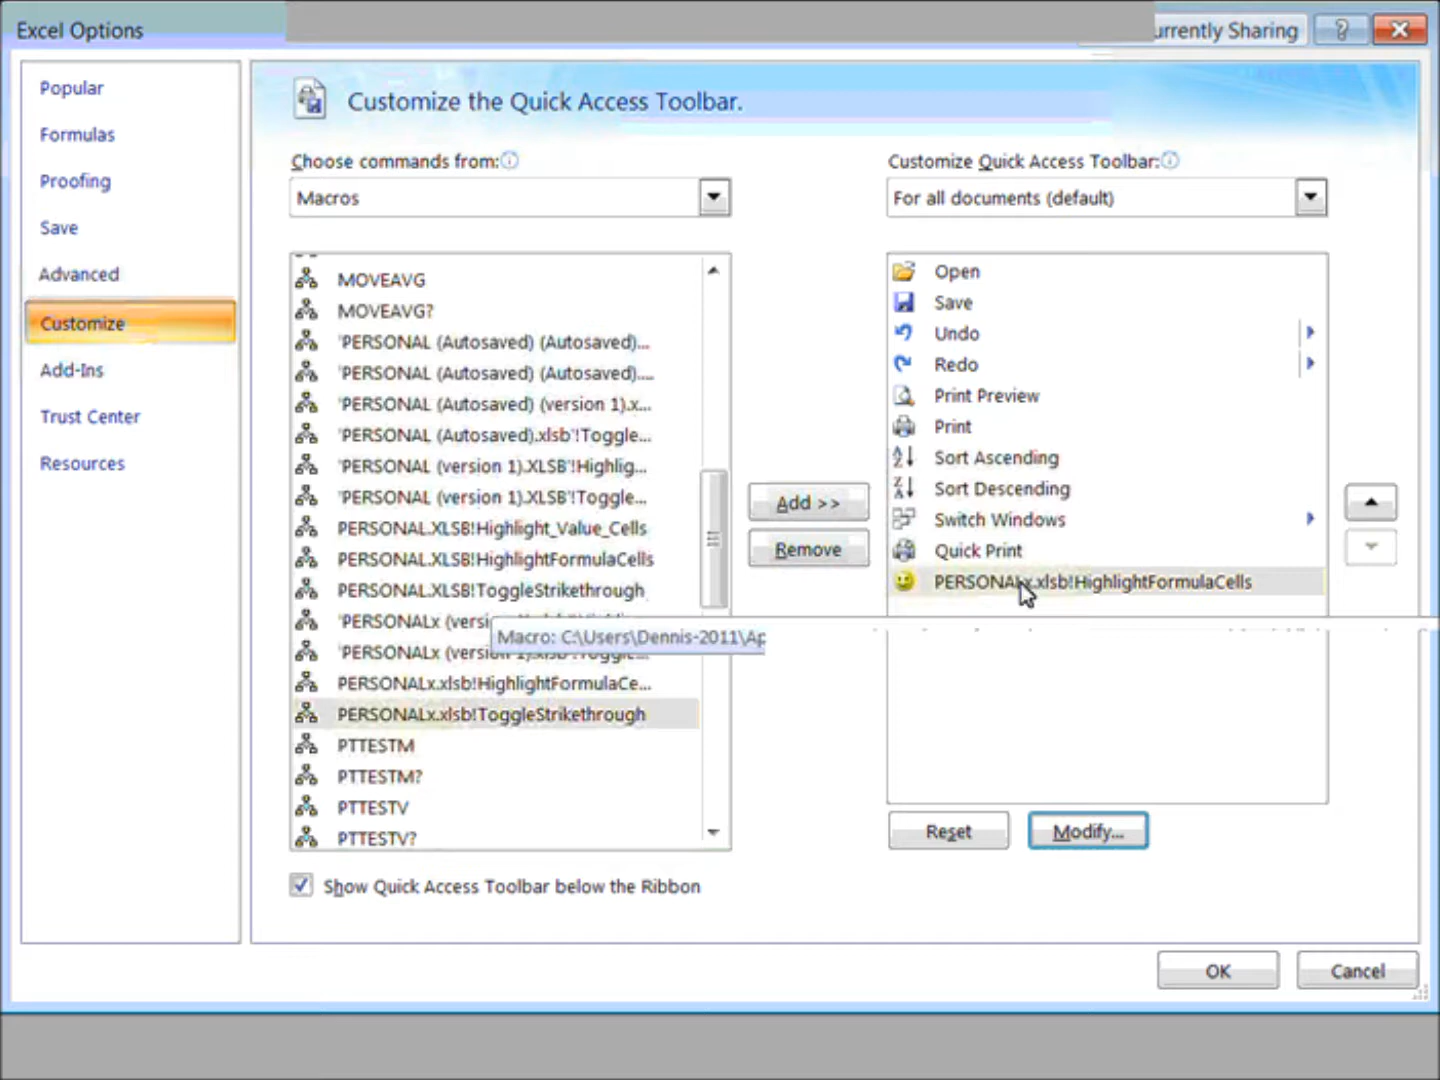 Excel Options
urrently Sharing
?
Popular
Formulas
Proofing
Save
Advanced
Customize
Add-Ins
Trust Center
Resources
Customize the Quick Access Toolbar.
Choose commands from:
Macros
MOVEAVG
MOVEAVG?
'PERSONAL (Autosaved) (Autosaved)...
'PERSONAL (Autosaved) (Autosaved)....
'PERSONAL (Autosaved) (version 1).x...
'PERSONAL (Autosaved).xlsb'!Toggle...
'PERSONAL (version 1).XLSB'!Highlig...
'PERSONAL (version 1).XLSB'!Toggle...
PERSONAL.XLSB!Highlight_Value_Cells
PERSONAL.XLSB!HighlightFormulaCells
PERSONAL.XLSB!ToggleStrikethrough
'PERSONALx (versi
Macro: C:\Users\Dennis-2011\Ap
'PERSONALx (versi
PERSONALx.xlsb!HighlightFormulaCe...
PERSONALx.xlsb!ToggleStrikethrough
PTTESTM
PTTESTM?
PTTESTV
PTTESTV?
Show Quick Access Toolbar below the Ribbon
Add >>
Remove
Customize Quick Access Toolbar:
For all documents (default)
Open
Save
Undo
Redo
Print Preview
Print
Sort Ascending
Sort Descending
Switch Windows
Quick Print
PERSONALx.xlsb!HighlightFormulaCells
Reset
Modify...
OK
Cancel